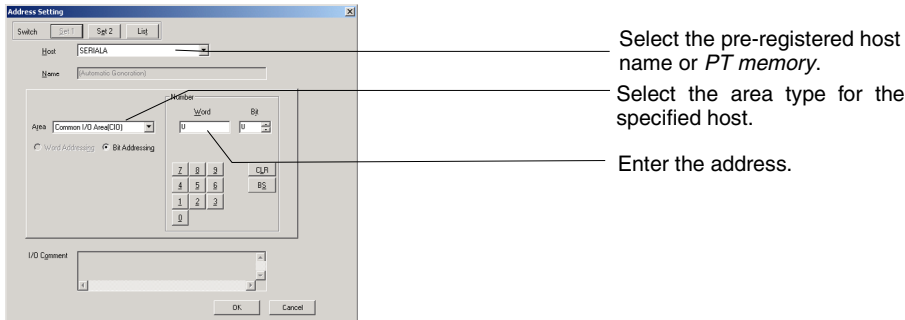 Address Setting
Switch Set 1 Set 2 List
Host SERIALA
Select the pre-registered host
name or PT memory.
Name (Automatic Generation)
Select the area type for the
specified host.
Number
Word Bit
Area Common I/O Area(CIO) 0 0
Word Addressing Bit Addressing
Enter the address.
7 8 9 CLR
4 5 6 BS
1 2 3
0
I/O Comment
OK Cancel